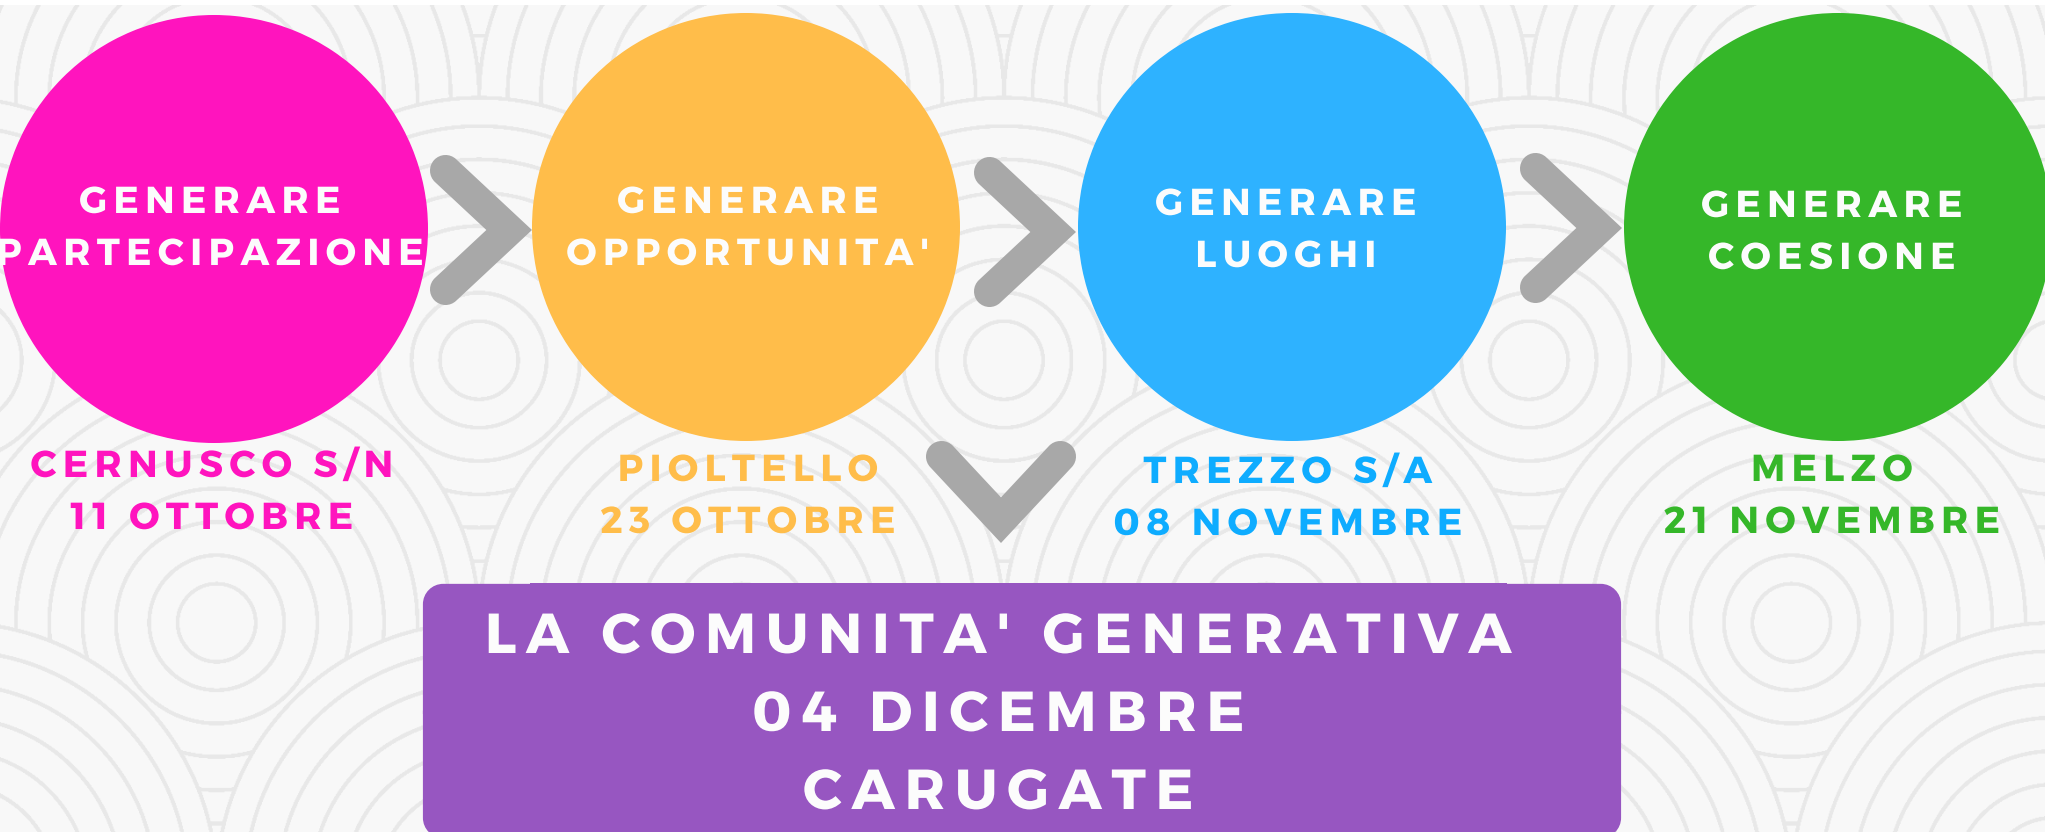 GENERARE
PARTECIPAZIONE
CERNUSCO S/N
11 OTTOBRE
GENERARE
OPPORTUNITA'
PIOLTELLO
23 OTTOBRE
GENERARE
LUOGHI
TREZZO S/A
08 NOVEMBRE
GENERARE
COESIONE
MELZO
21 NOVEMBRE
LA COMUNITA' GENERATIVA
04 DICEMBRE
CARUGATE